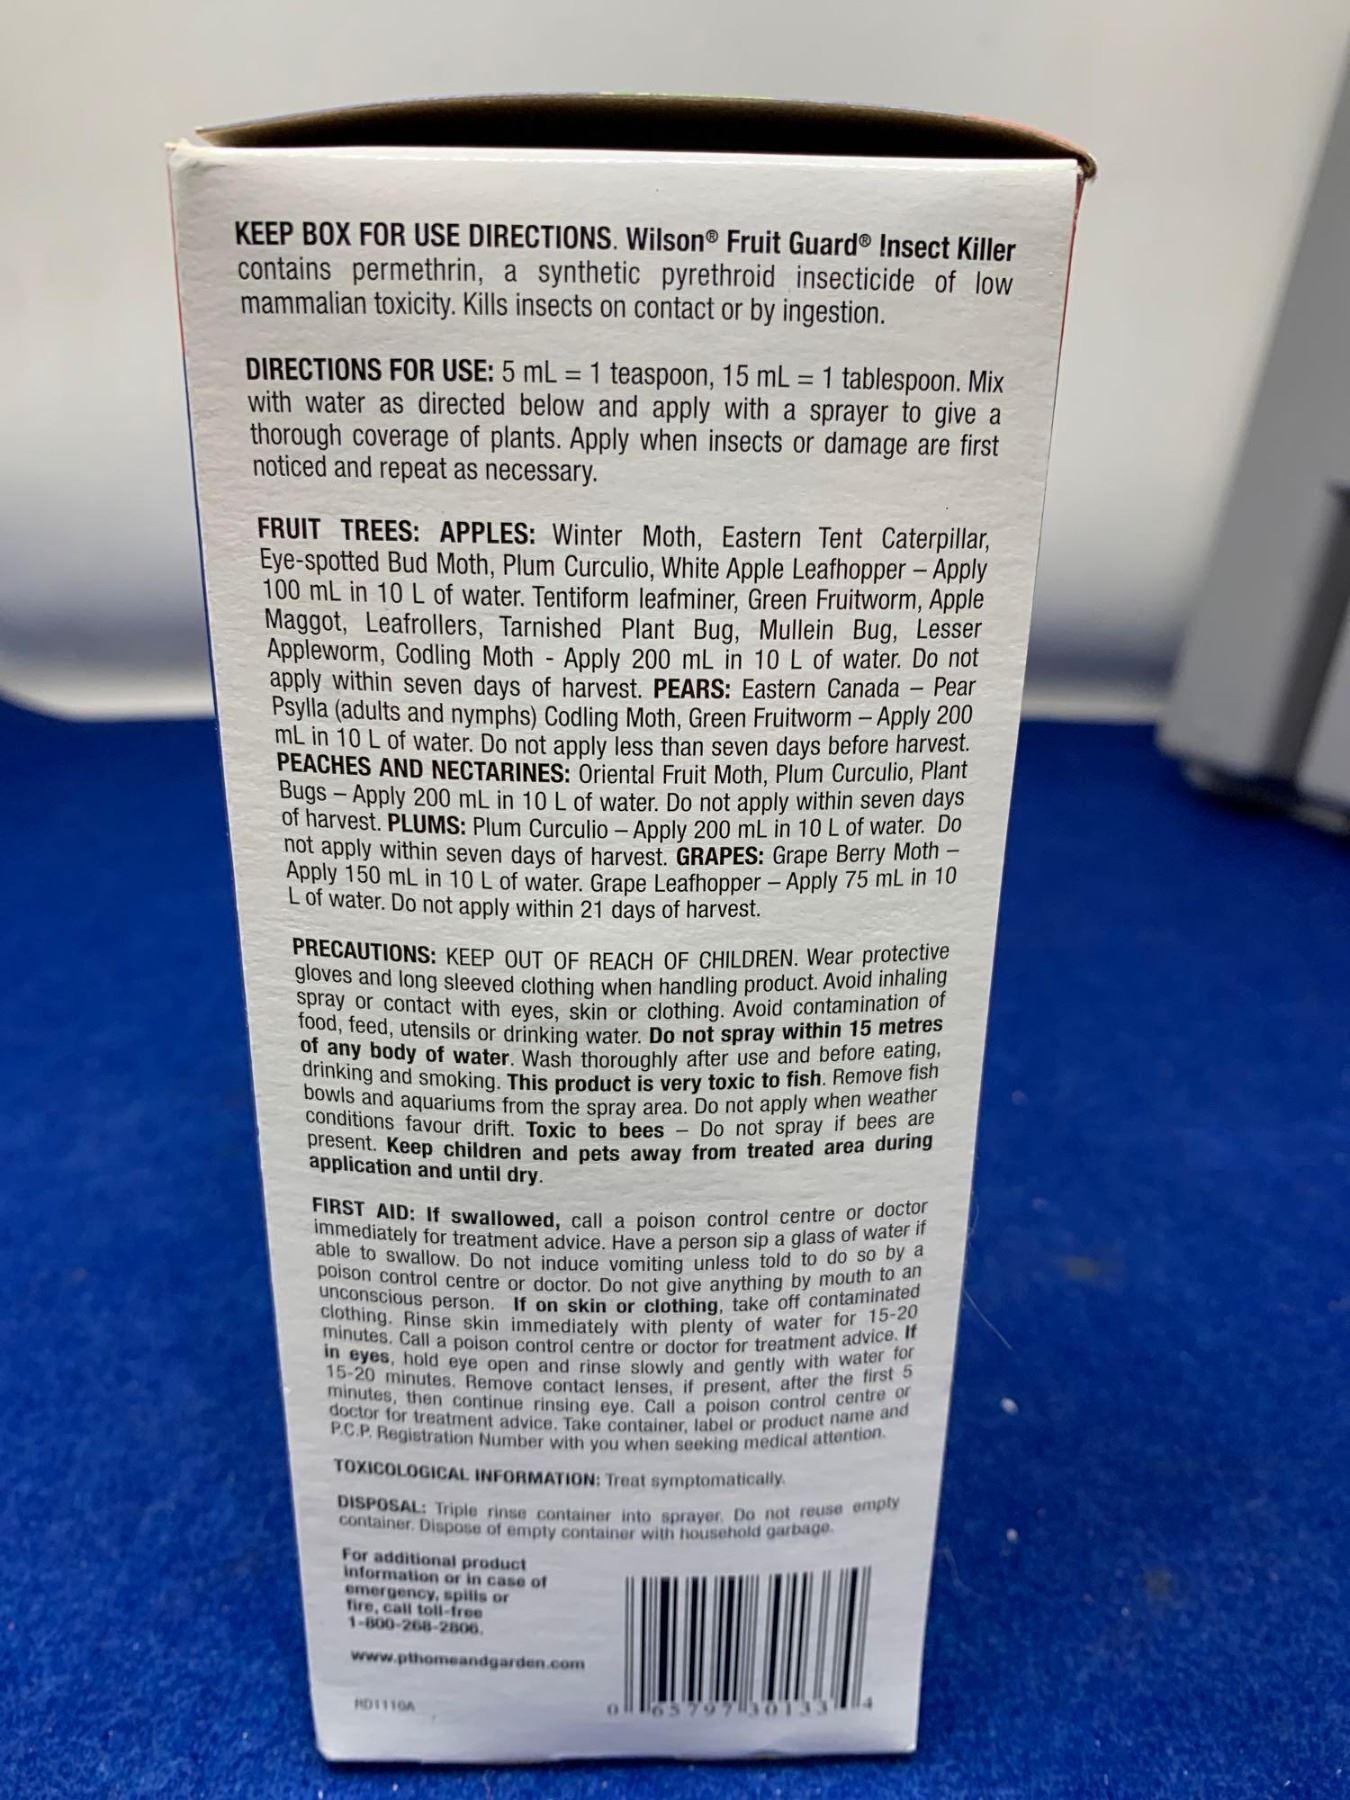 KEEP BOX FOR USE DIRECTIONS. Wilson® Fruit Guard® Insect Killer
contains permethrin, a synthetic pyrethroid insecticide of low
mammalian toxicity. Kills insects on contact or by ingestion.
DIRECTIONS FOR USE: 5 mL = 1 teaspoon, 15 mL = 1 tablespoon. Mix
with water as directed below and apply with a sprayer to give a
thorough coverage of plants. Apply when insects or damage are first
noticed and repeat as necessary.
FRUIT TREES: APPLES: Winter Moth, Eastern Tent Caterpillar,
Eye-spotted Bud Moth, Plum Curculio, White Apple Leafhopper – Apply
100 mL in 10 L of water. Tentiform leafminer, Green Fruitworm, Apple
Maggot, Leafrollers, Tarnished Plant Bug, Mullein Bug, Lesser
Appleworm, Codling Moth - Apply 200 mL in 10 L of water. Do not
apply within seven days of harvest. PEARS: Eastern Canada – Pear
Psylla (adults and nymphs) Codling Moth, Green Fruitworm – Apply 200
mL in 10 L of water. Do not apply less than seven days before harvest.
PEACHES AND NECTARINES: Oriental Fruit Moth, Plum Curculio, Plant
Bugs – Apply 200 mL in 10 L of water. Do not apply within seven days
of harvest. PLUMS: Plum Curculio – Apply 200 mL in 10 L of water. Do
not apply within seven days of harvest. GRAPES: Grape Berry Moth –
Apply 150 mL in 10 L of water. Grape Leafhopper – Apply 75 mL in 10
L of water. Do not apply within 21 days of harvest.
PRECAUTIONS: KEEP OUT OF REACH OF CHILDREN. Wear protective
gloves and long sleeved clothing when handling product. Avoid inhaling
spray or contact with eyes, skin or clothing. Avoid contamination of
food, feed, utensils or drinking water. Do not spray within 15 metres
of any body of water. Wash thoroughly after use and before eating,
drinking and smoking. This product is very toxic to fish. Remove fish
bowls and aquariums from the spray area. Do not apply when weather
conditions favour drift. Toxic to bees – Do not spray if bees are
present. Keep children and pets away from treated area during
application and until dry.
FIRST AID: If swallowed, call a poison control centre or doctor
immediately for treatment advice. Have a person sip a glass of water if
able to swallow. Do not induce vomiting unless told to do so by a
poison control centre or doctor. Do not give anything by mouth to an
unconscious person. If on skin or clothing, take off contaminated
clothing. Rinse skin immediately with plenty of water for 15-20
minutes. Call a poison control centre or doctor for treatment advice. If
in eyes, hold eye open and rinse slowly and gently with water for
15-20 minutes. Remove contact lenses, if present, after the first 5
minutes, then continue rinsing eye. Call a poison control centre or
doctor for treatment advice. Take container, label or product name and
P.C.P. Registration Number with you when seeking medical attention.
TOXICOLOGICAL INFORMATION: Treat symptomatically.
DISPOSAL: Triple rinse container into sprayer. Do not reuse empty
container. Dispose of empty container with household garbage.
For additional product
information or in case of
emergency, spills or
fire, call toll-free
1-800-268-2806.
www.pthomeandgarden.com
RD1110A
0 65797 30133 4